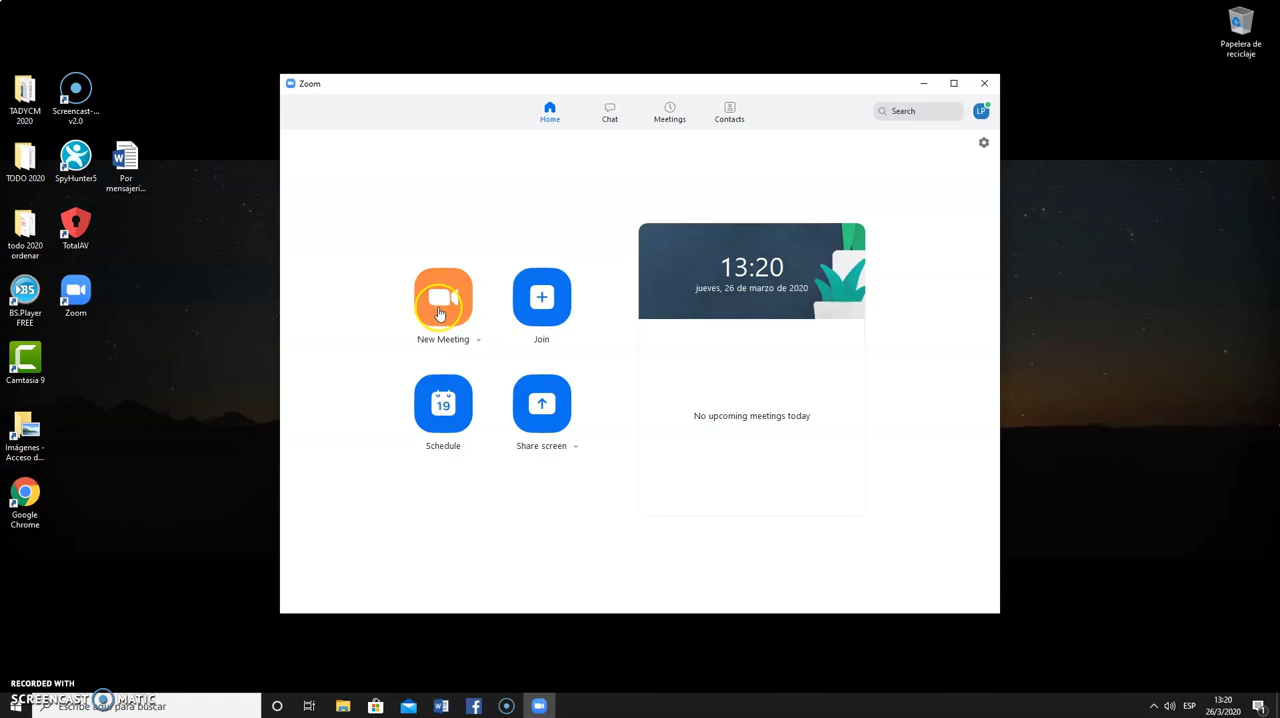 Papelera de
reciclaje
TADYCM
2020
Screencast-...
v2.0
TODO 2020
SpyHunter5
Por
mensajerí...
todo 2020
ordenar
TotalAV
BS.Player
FREE
Zoom
Camtasia 9
Imágenes -
Acceso d...
Google
Chrome
Zoom
Home
Chat
Meetings
Contacts
Search
LP
New Meeting
Join
19
Schedule
Share screen
13:20
jueves, 26 de marzo de 2020
No upcoming meetings today
RECORDED WITH
SCREENCAST MATIC
Escribe aquí para buscar
ESP
13:20
26/3/2020
1